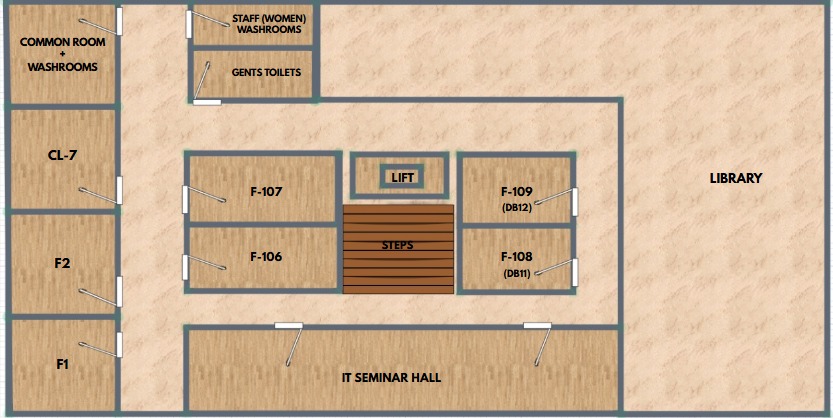 COMMON ROOM
+
WASHROOMS
STAFF (WOMEN)
WASHROOMS
GENTS TOILETS
CL-7
F2
F1
F-107
F-106
LIFT
STEPS
F-109
(DB12)
F-108
(DB11)
LIBRARY
IT SEMINAR HALL